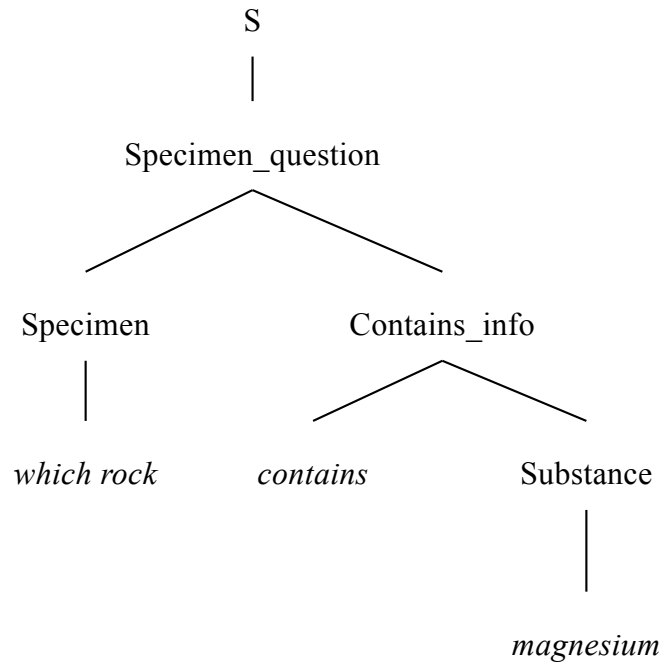 S
Specimen_question
Specimen Contains_info
which rock contains Substance
magnesium